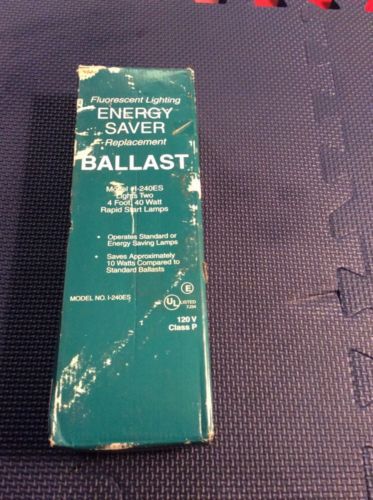 Fluorescent Lighting
ENERGY
SAVER
Replacement
BALLAST
Model #I-240ES
Lights Two
4 Foot, 40 Watt
Rapid Start Lamps
• Operates Standard or
Energy Saving Lamps
• Saves Approximately
10 Watts Compared to
Standard Ballasts
MODEL NO. I-240ES
E
UL
LISTED
120 V
Class P